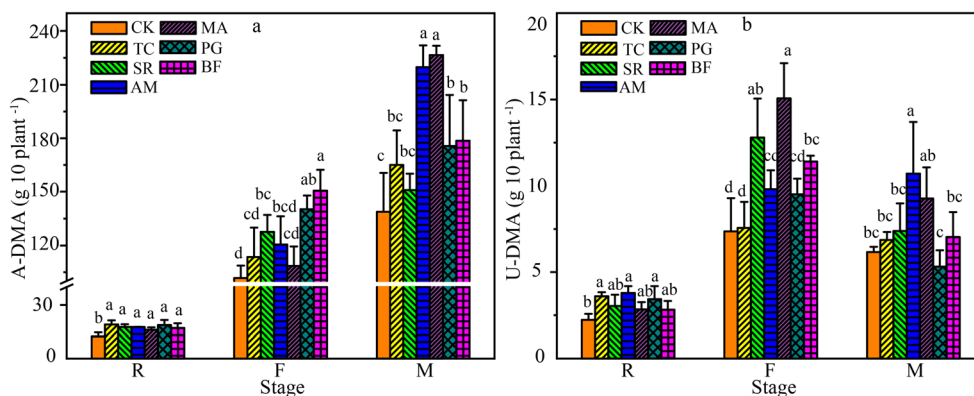 a
CK
MA
TC
PG
SR
BF
AM
A-DMA (g 10 plant -1)
240
210
180
150
120
30
0
b
a
a
a
a
a
a
d
cd
bc
bcd
cd
ab
a
c
bc
bc
a
a
b
b
R
F
M
Stage
b
CK
MA
TC
PG
SR
BF
AM
U-DMA (g 10 plant -1)
20
15
10
5
0
b
a
ab
a
ab
a
ab
d
d
ab
cd
a
cd
bc
bc
bc
bc
a
ab
c
bc
R
F
M
Stage